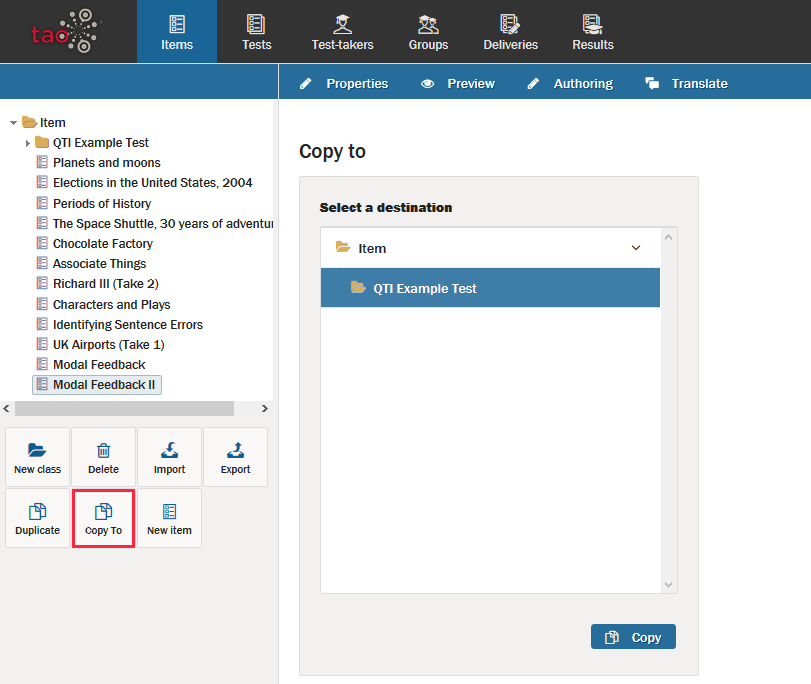 tao
Items
Tests
Test-takers
Groups
Deliveries
Results
Properties
Preview
Authoring
Translate
Item
QTI Example Test
Planets and moons
Elections in the United States, 2004
Periods of History
The Space Shuttle, 30 years of adventu
Chocolate Factory
Associate Things
Richard III (Take 2)
Characters and Plays
Identifying Sentence Errors
UK Airports (Take 1)
Modal Feedback
Modal Feedback II
New class
Delete
Import
Export
Duplicate
Copy To
New item
Copy to
Select a destination
Item
QTI Example Test
Copy